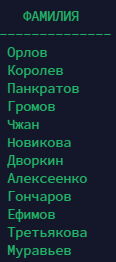 ФАМИЛИЯ
--------------
Орлов
Королев
Панкратов
Громов
Чжан
Новикова
Дворкин
Алексеенко
Гончаров
Ефимов
Третьякова
Муравьев